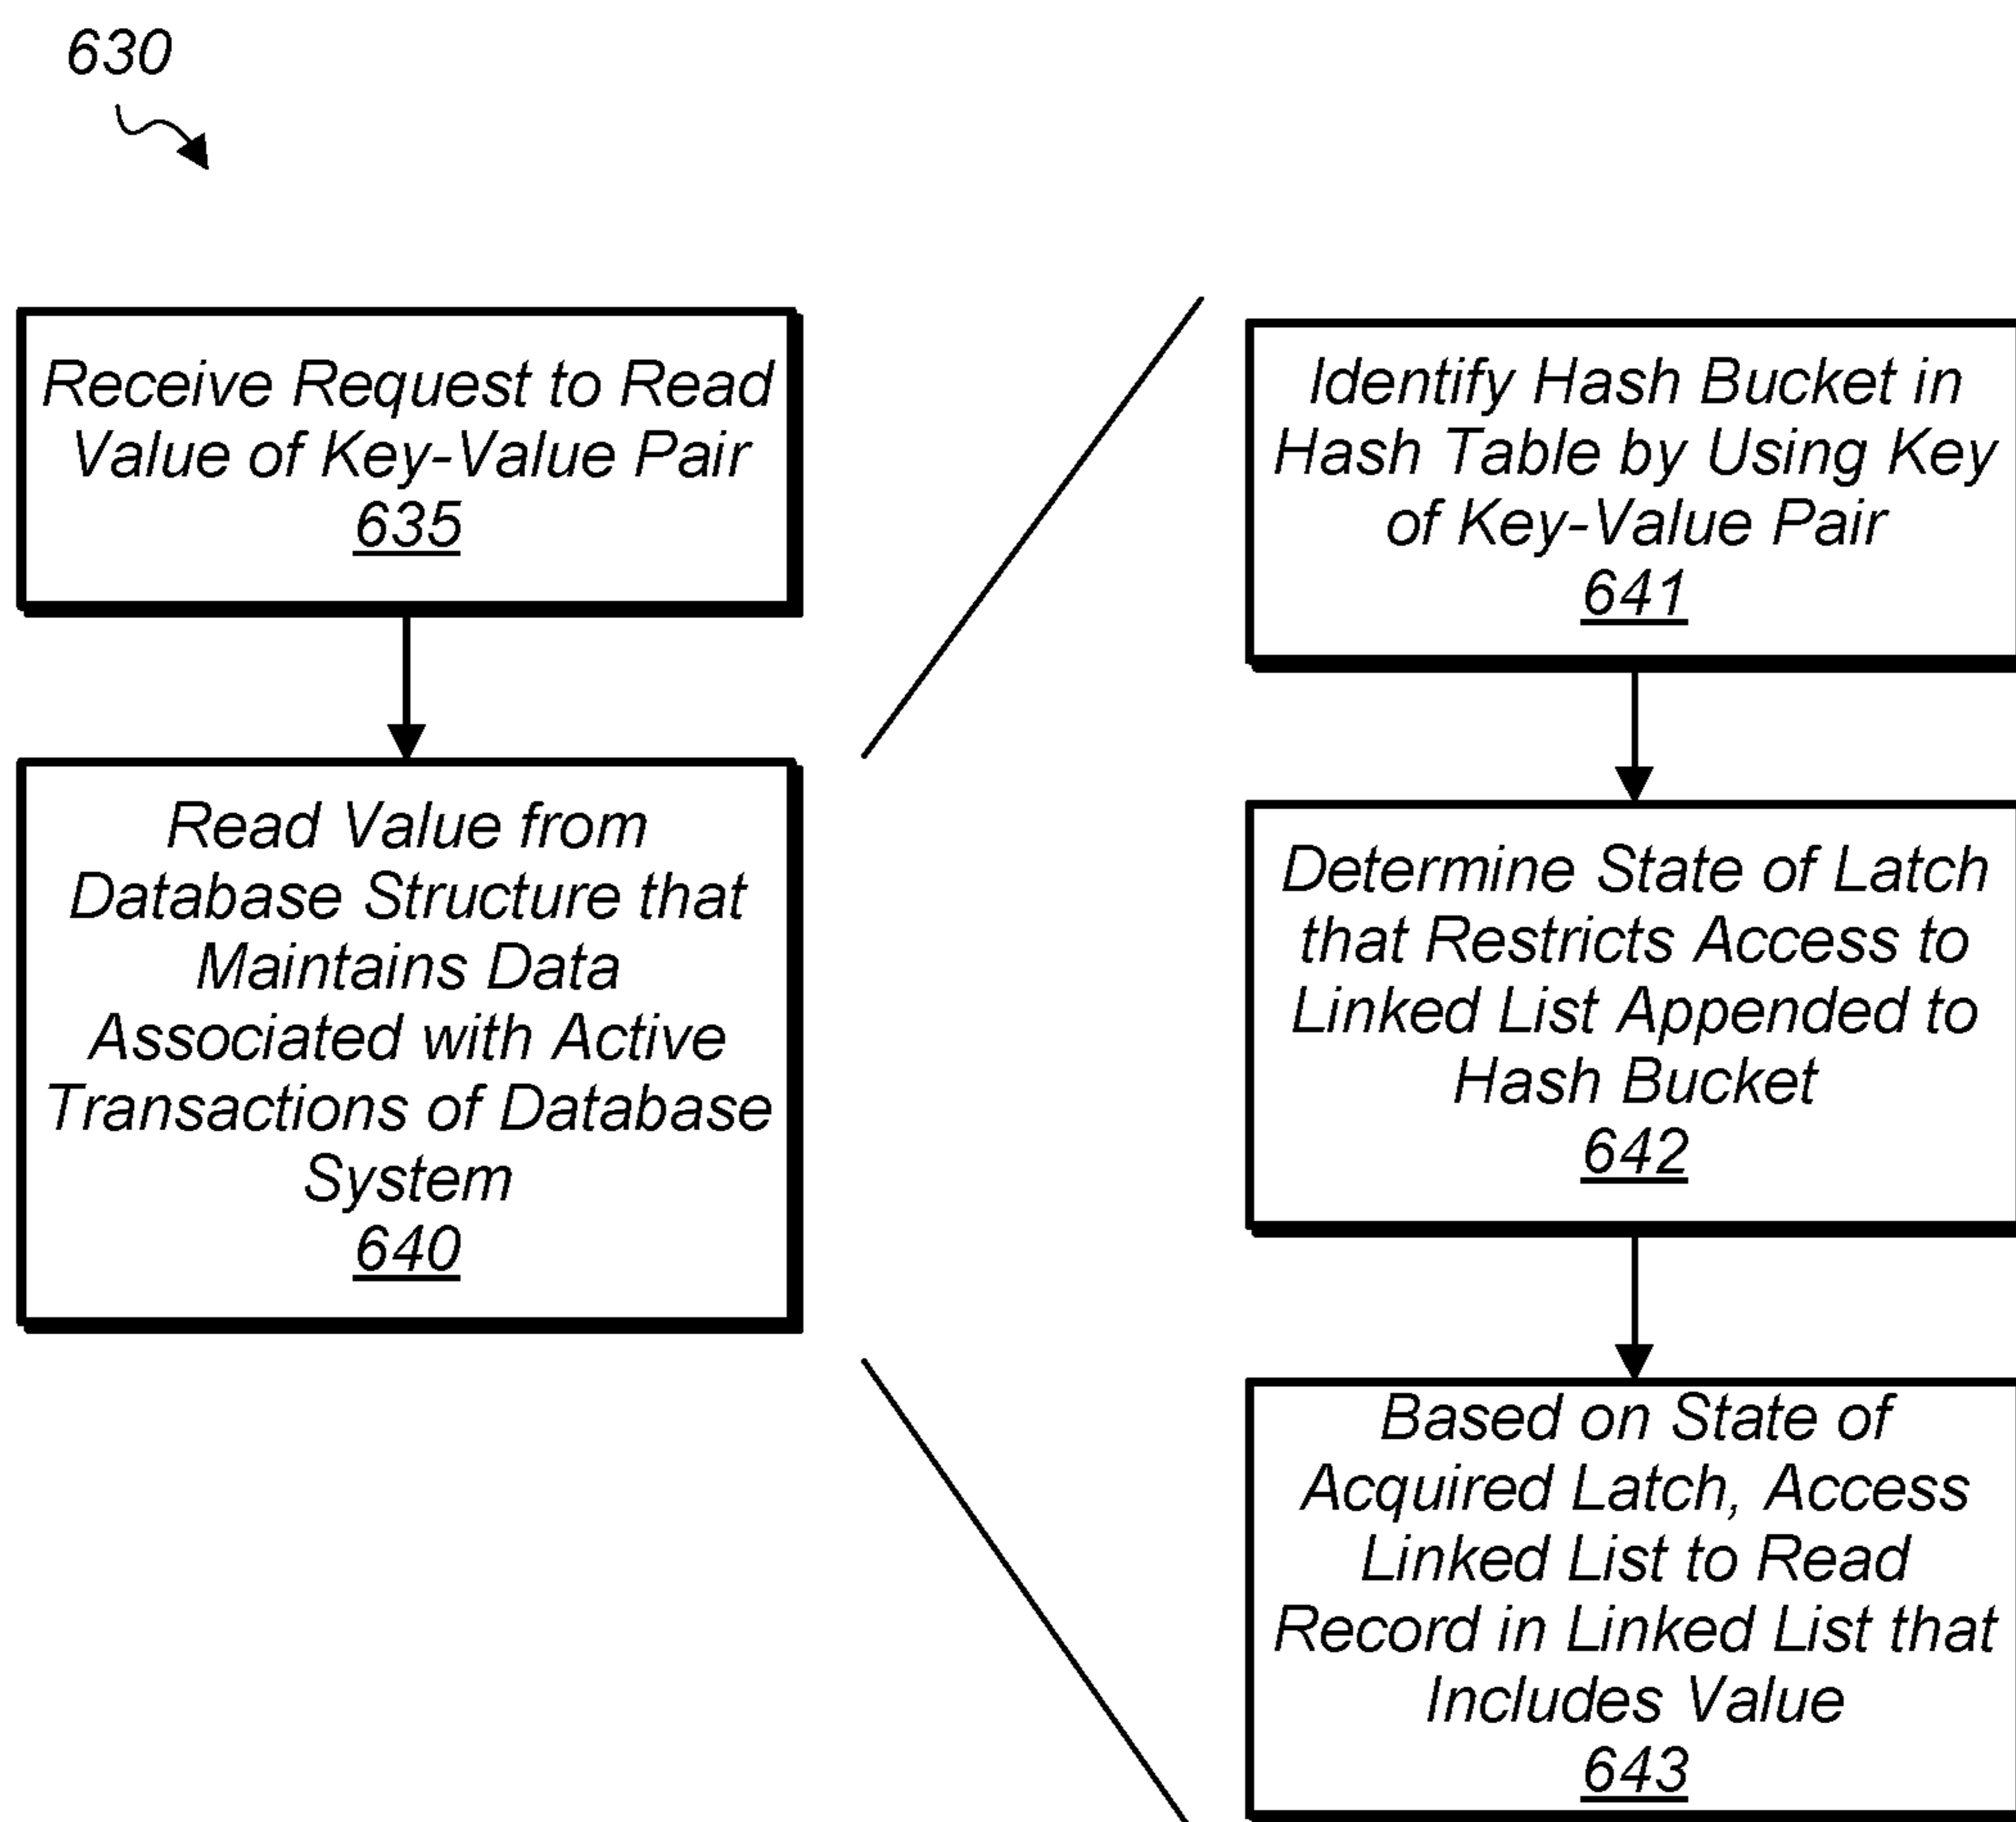 630
Receive Request to Read
Value of Key-Value Pair
635
Read Value from
Database Structure that
Maintains Data
Associated with Active
Transactions of Database
System
640
Identify Hash Bucket in
Hash Table by Using Key
of Key-Value Pair
641
Determine State of Latch
that Restricts Access to
Linked List Appended to
Hash Bucket
642
Based on State of
Acquired Latch, Access
Linked List to Read
Record in Linked List that
Includes Value
643